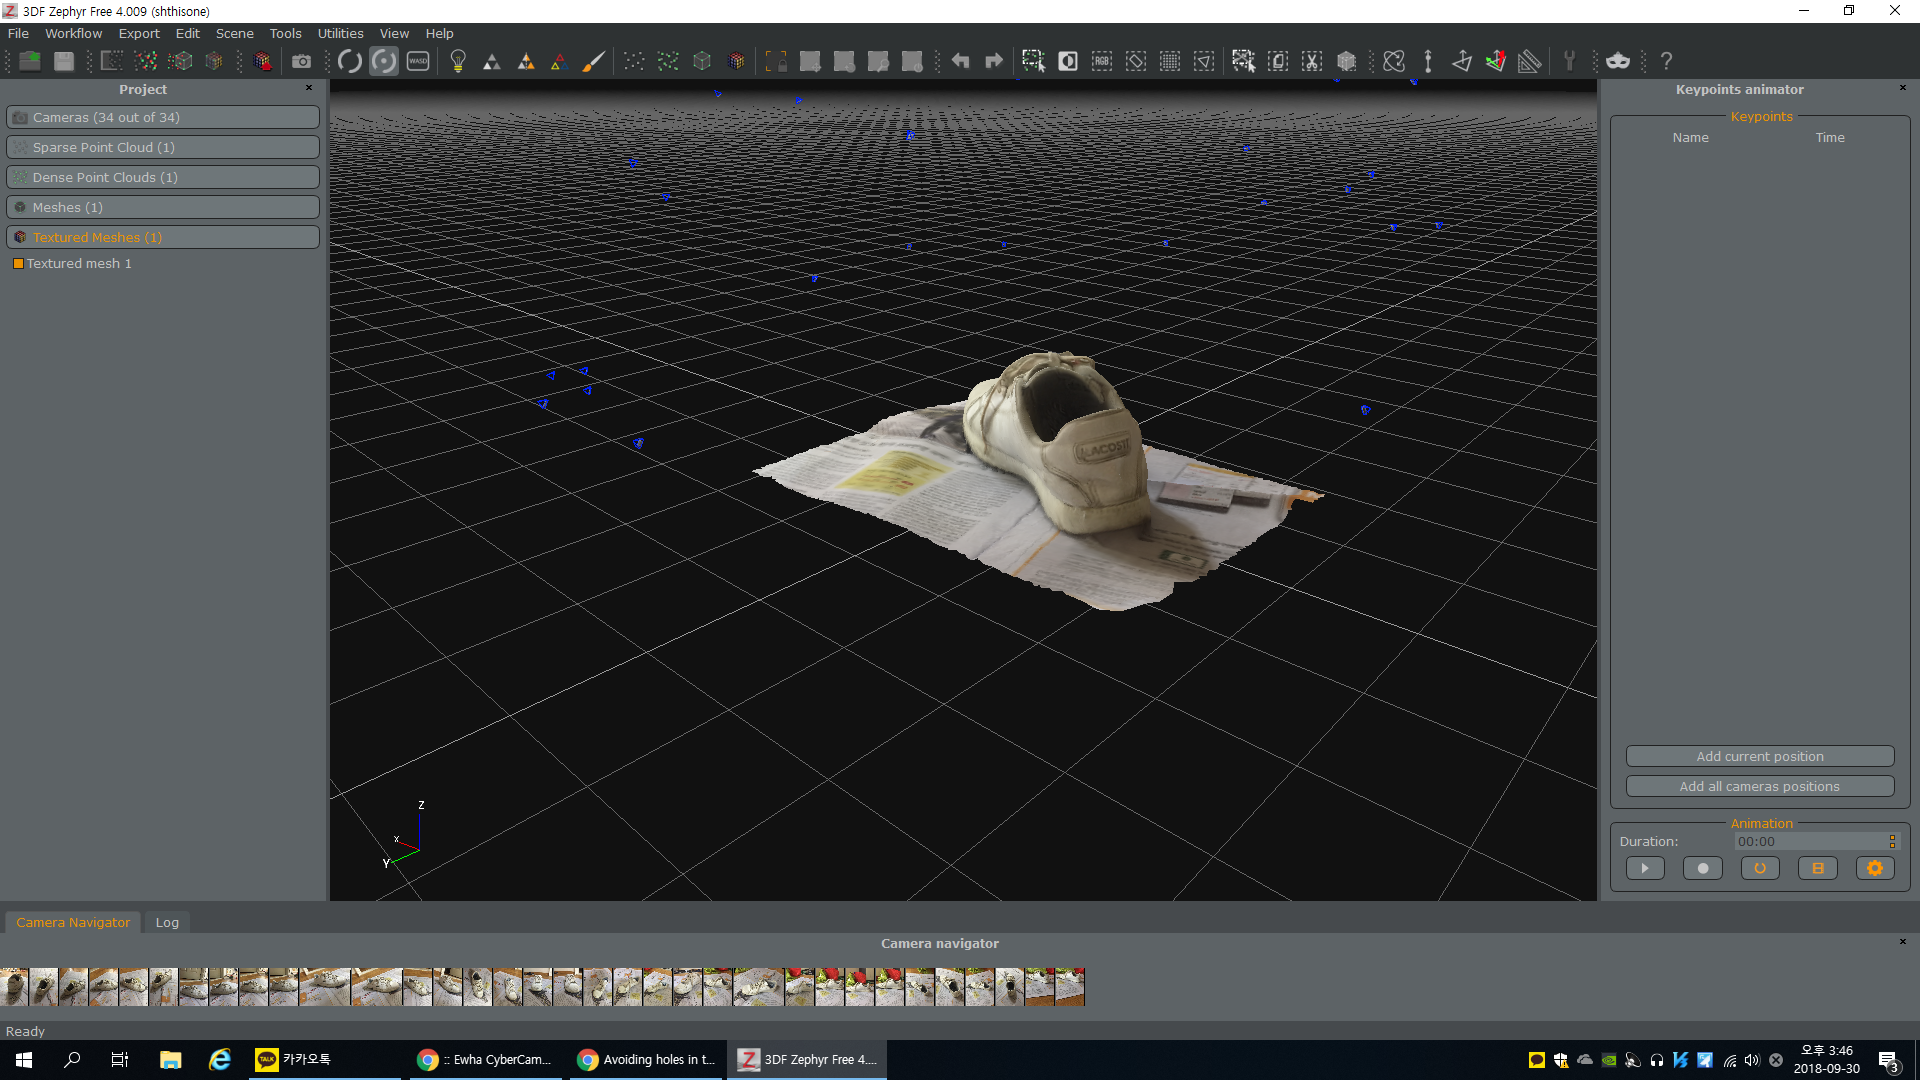 3DF Zephyr Free 4.009 (shthisone)
File Workflow Export Edit Scene Tools Utilities View Help
WASD
RGB
Project
Cameras (34 out of 34)
Sparse Point Cloud (1)
Dense Point Clouds (1)
Meshes (1)
Textured Meshes (1)
Textured mesh 1
LACOST
Z
X
Y
Keypoints animator
Keypoints
Name Time
Add current position
Add all cameras positions
Animation
Duration: 00:00
Camera Navigator Log
Camera navigator
Ready
TALK 카카오톡
:: Ewha CyberCam...
Avoiding holes in t...
3DF Zephyr Free 4....
오후 3:46
2018-09-30
3